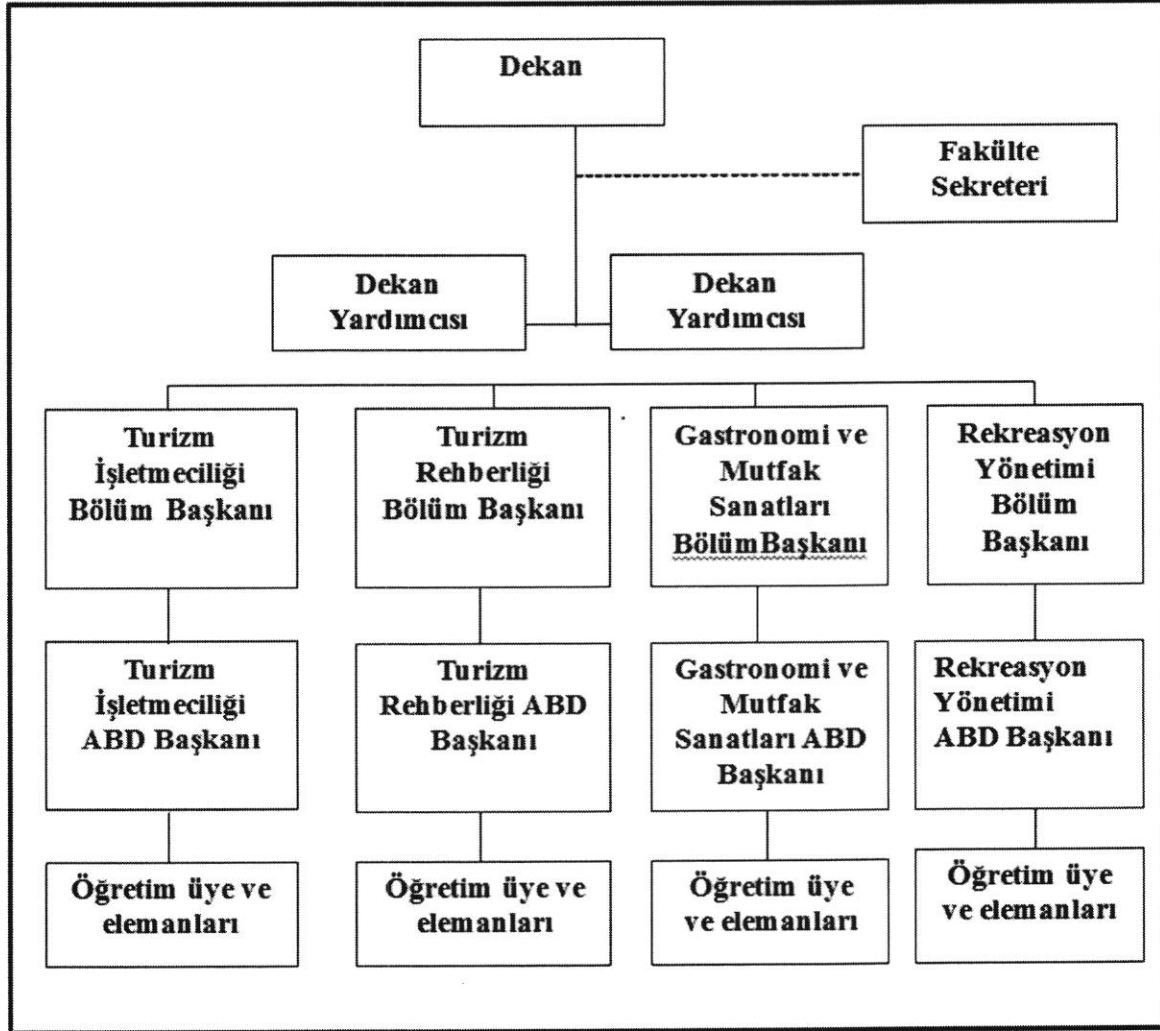 Dekan
Fakülte
Sekreteri
Dekan
Yardımcısı
Dekan
Yardımcısı
Turizm
İşletmeciliği
Bölüm Başkanı
Turizm
Rehberliği
Bölüm Başkanı
Gastronomi ve
Mutfak
Sanatları
BölümBaşkanı
Rekreasyon
Yönetimi
Bölüm
Başkanı
Turizm
İşletmeciliği
ABD Başkanı
Turizm
Rehberliği ABD
Başkanı
Gastronomi ve
Mutfak
Sanatları ABD
Başkanı
Rekreasyon
Yönetimi
ABD Başkanı
Öğretim üye ve
elemanları
Öğretim üye ve
elemanları
Öğretim üye
ve elemanları
Öğretim üye
ve elemanları